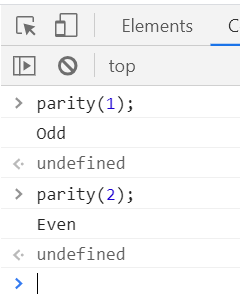 Elements C
top
> parity(1);
Odd
<· undefined
> parity(2);
Even
<· undefined
>